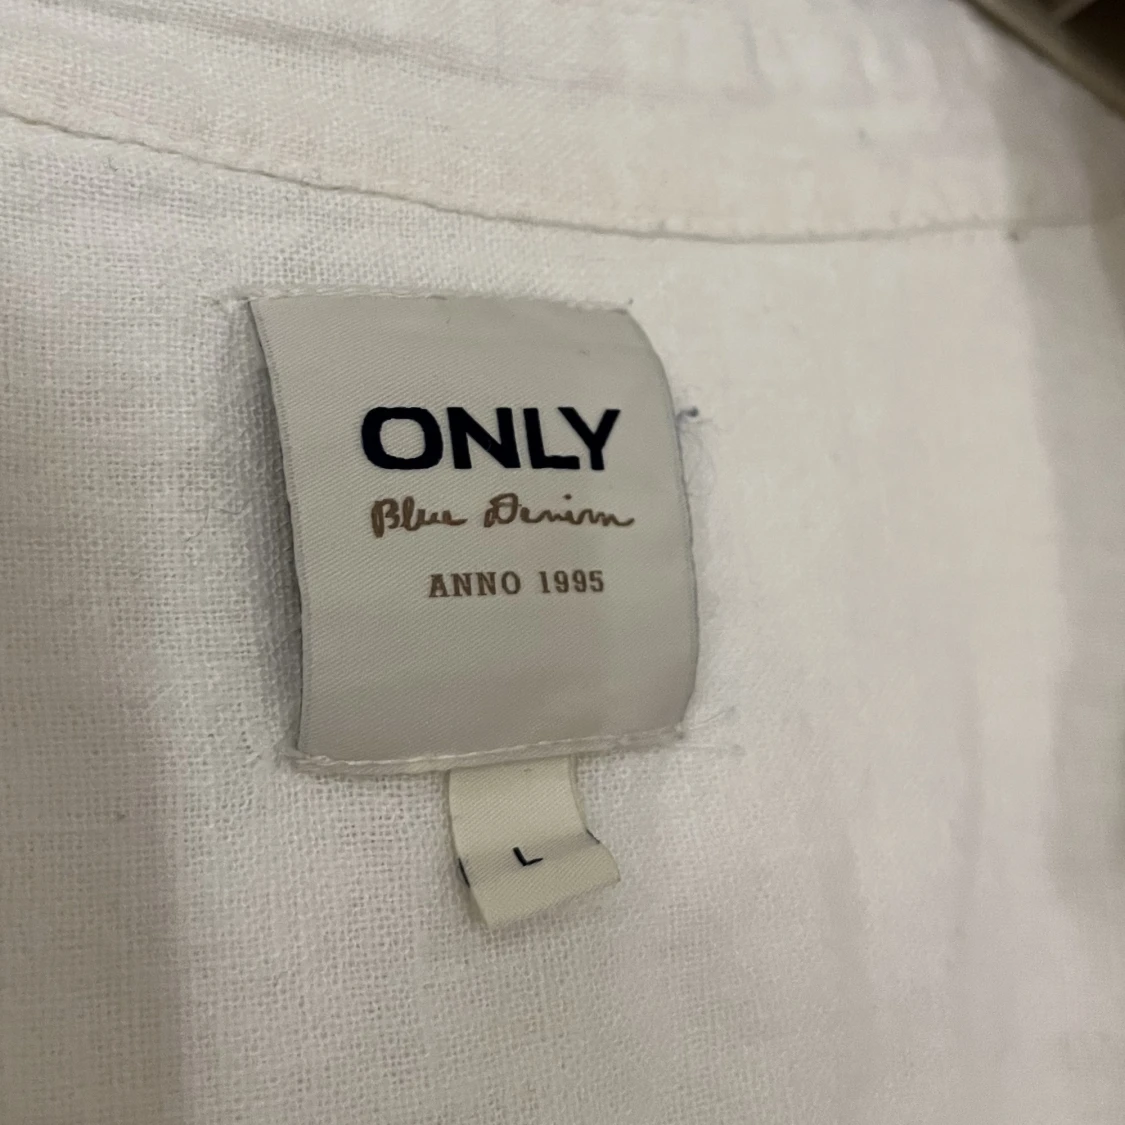 ONLY
Blue Denim
ANNO 1995
L